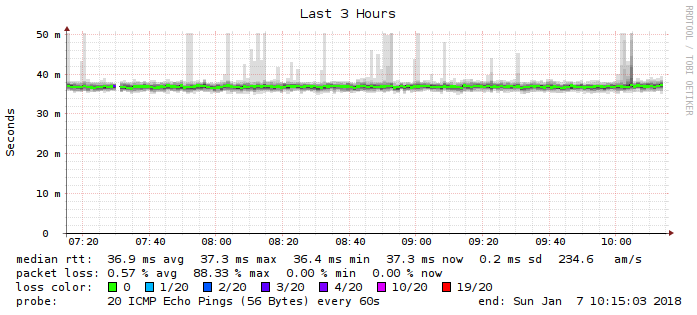 Last 3 Hours
RRDTOOL / TOBI OETIKER
Seconds
50 m
40 m
30 m
20 m
10 m
0
07:20 07:40 08:00 08:20 08:40 09:00 09:20 09:40 10:00
median rtt: 36.9 ms avg 37.3 ms max 36.4 ms min 37.3 ms now 0.2 ms sd 234.6 am/s
packet loss: 0.57 % avg 88.33 % max 0.00 % min 0.00 % now
loss color: 0 1/20 2/20 3/20 4/20 10/20 19/20
probe: 20 ICMP Echo Pings (56 Bytes) every 60s end: Sun Jan 7 10:15:03 2018